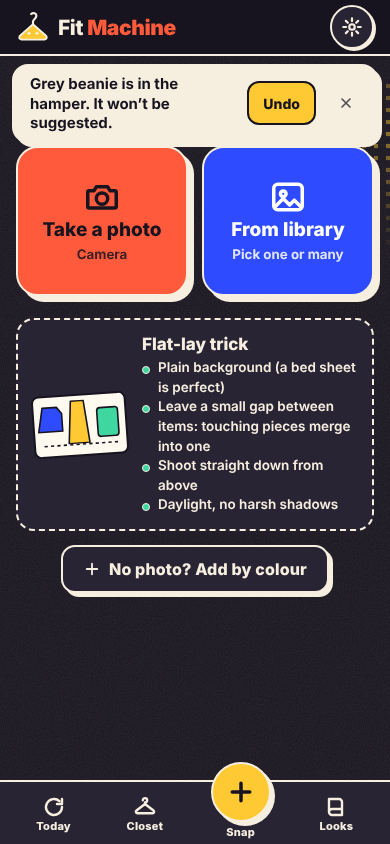 Fit Machine
Grey beanie is in the
hamper. It won’t be
suggested.
Undo
Take a photo
Camera
From library
Pick one or many
Flat-lay trick
Plain background (a bed sheet
is perfect)
Leave a small gap between
items: touching pieces merge
into one
Shoot straight down from
above
Daylight, no harsh shadows
No photo? Add by colour
Today
Closet
Snap
Looks